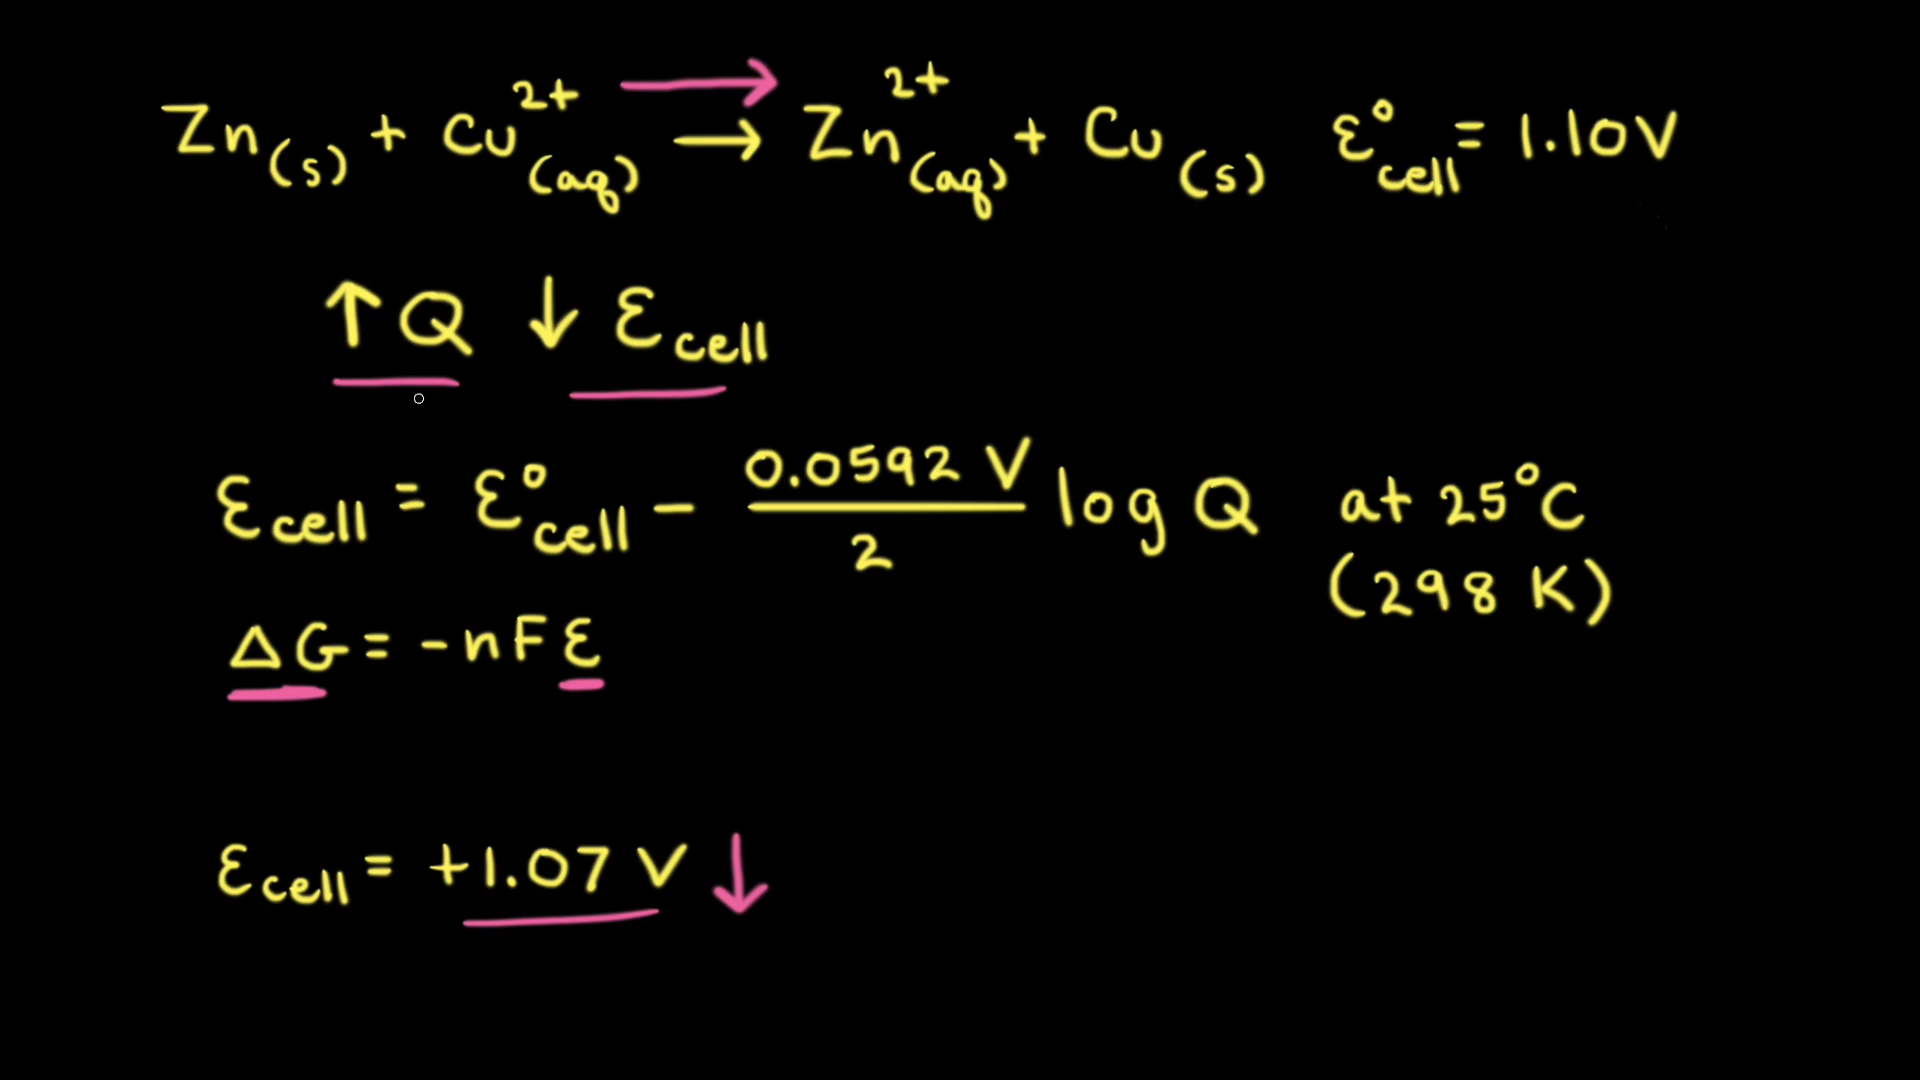 Zn(s) + Cu²⁺(aq) → Zn²⁺(aq) + Cu(s) ℰ°cell = 1.10V
↑Q ↓ℰcell
ℰcell = ℰ°cell - 0.0592 V / 2 log Q at 25°C
(298 K)
ΔG = -nFℰ
ℰcell = +1.07 V ↓